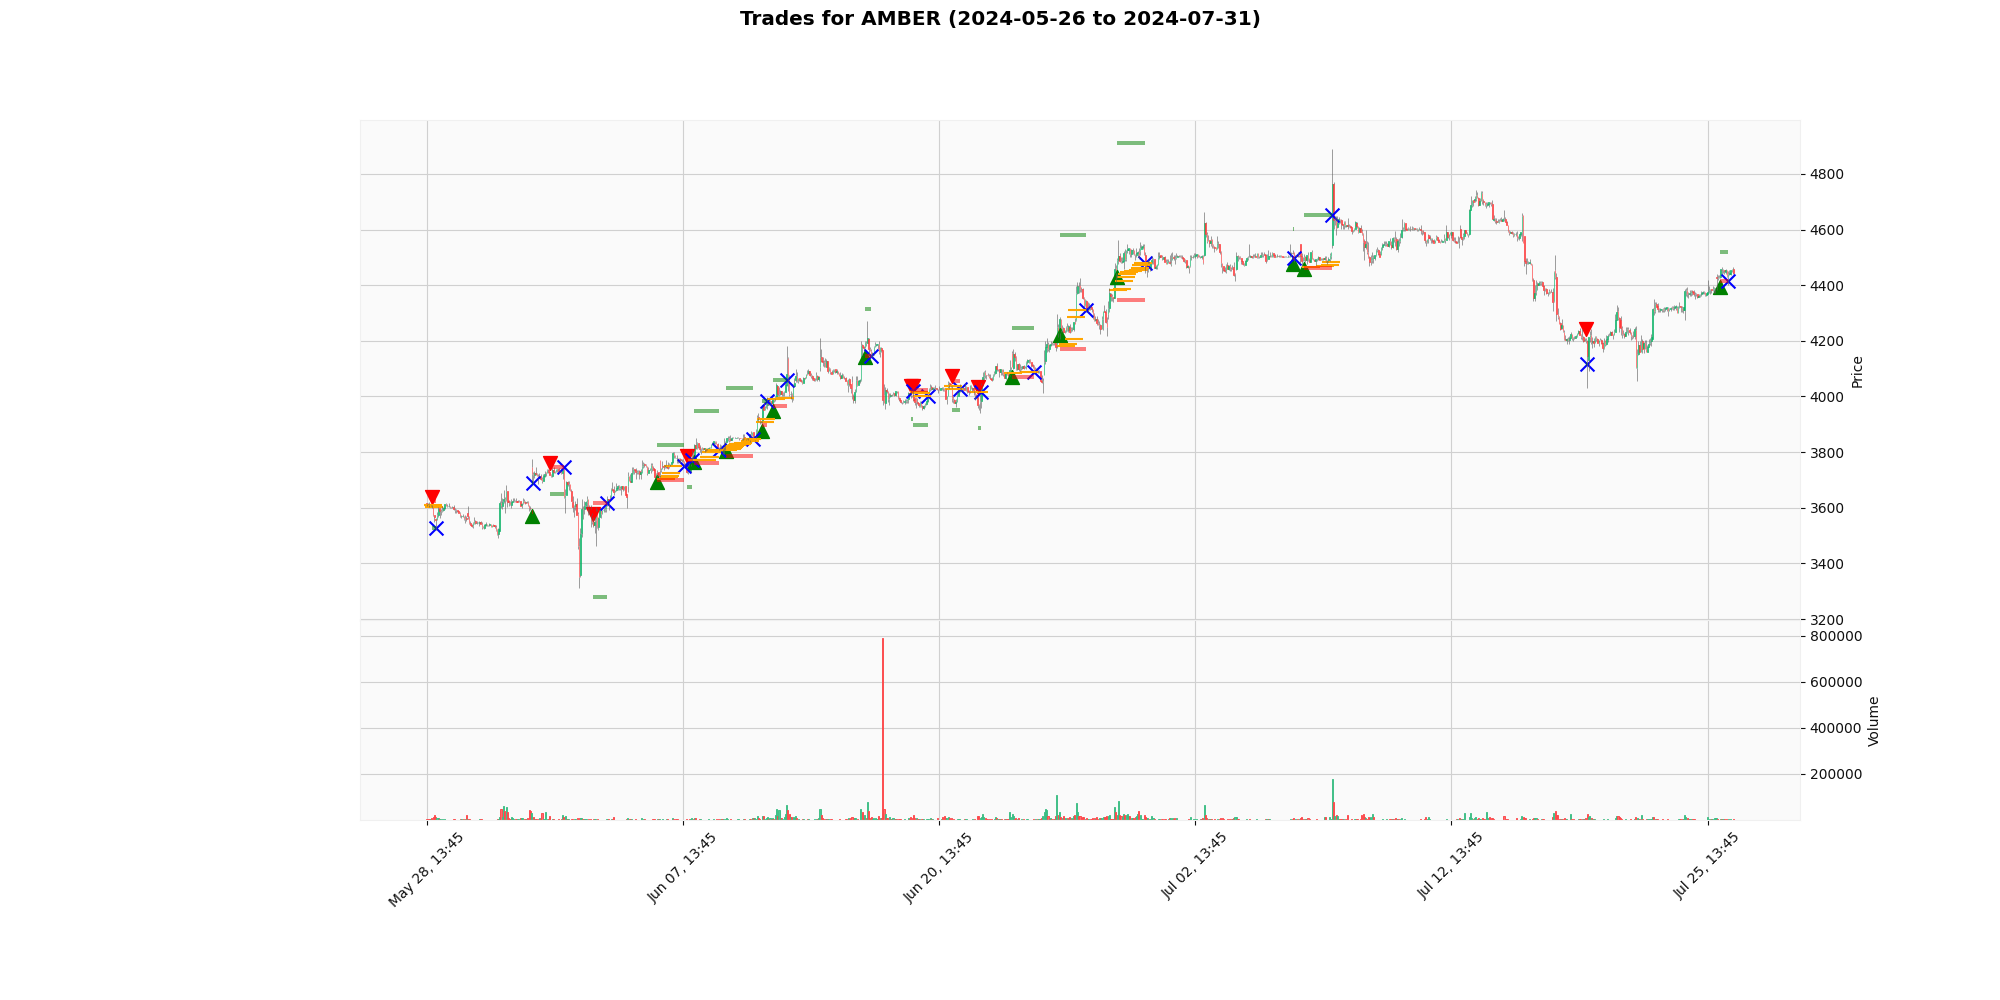 Trades for AMBER (2024-05-26 to 2024-07-31)
4800
4600
4400
4200
4000
3800
3600
3400
3200
Price
800000
600000
400000
200000
Volume
May 28, 13:45
Jun 07, 13:45
Jun 20, 13:45
Jul 02, 13:45
Jul 12, 13:45
Jul 25, 13:45